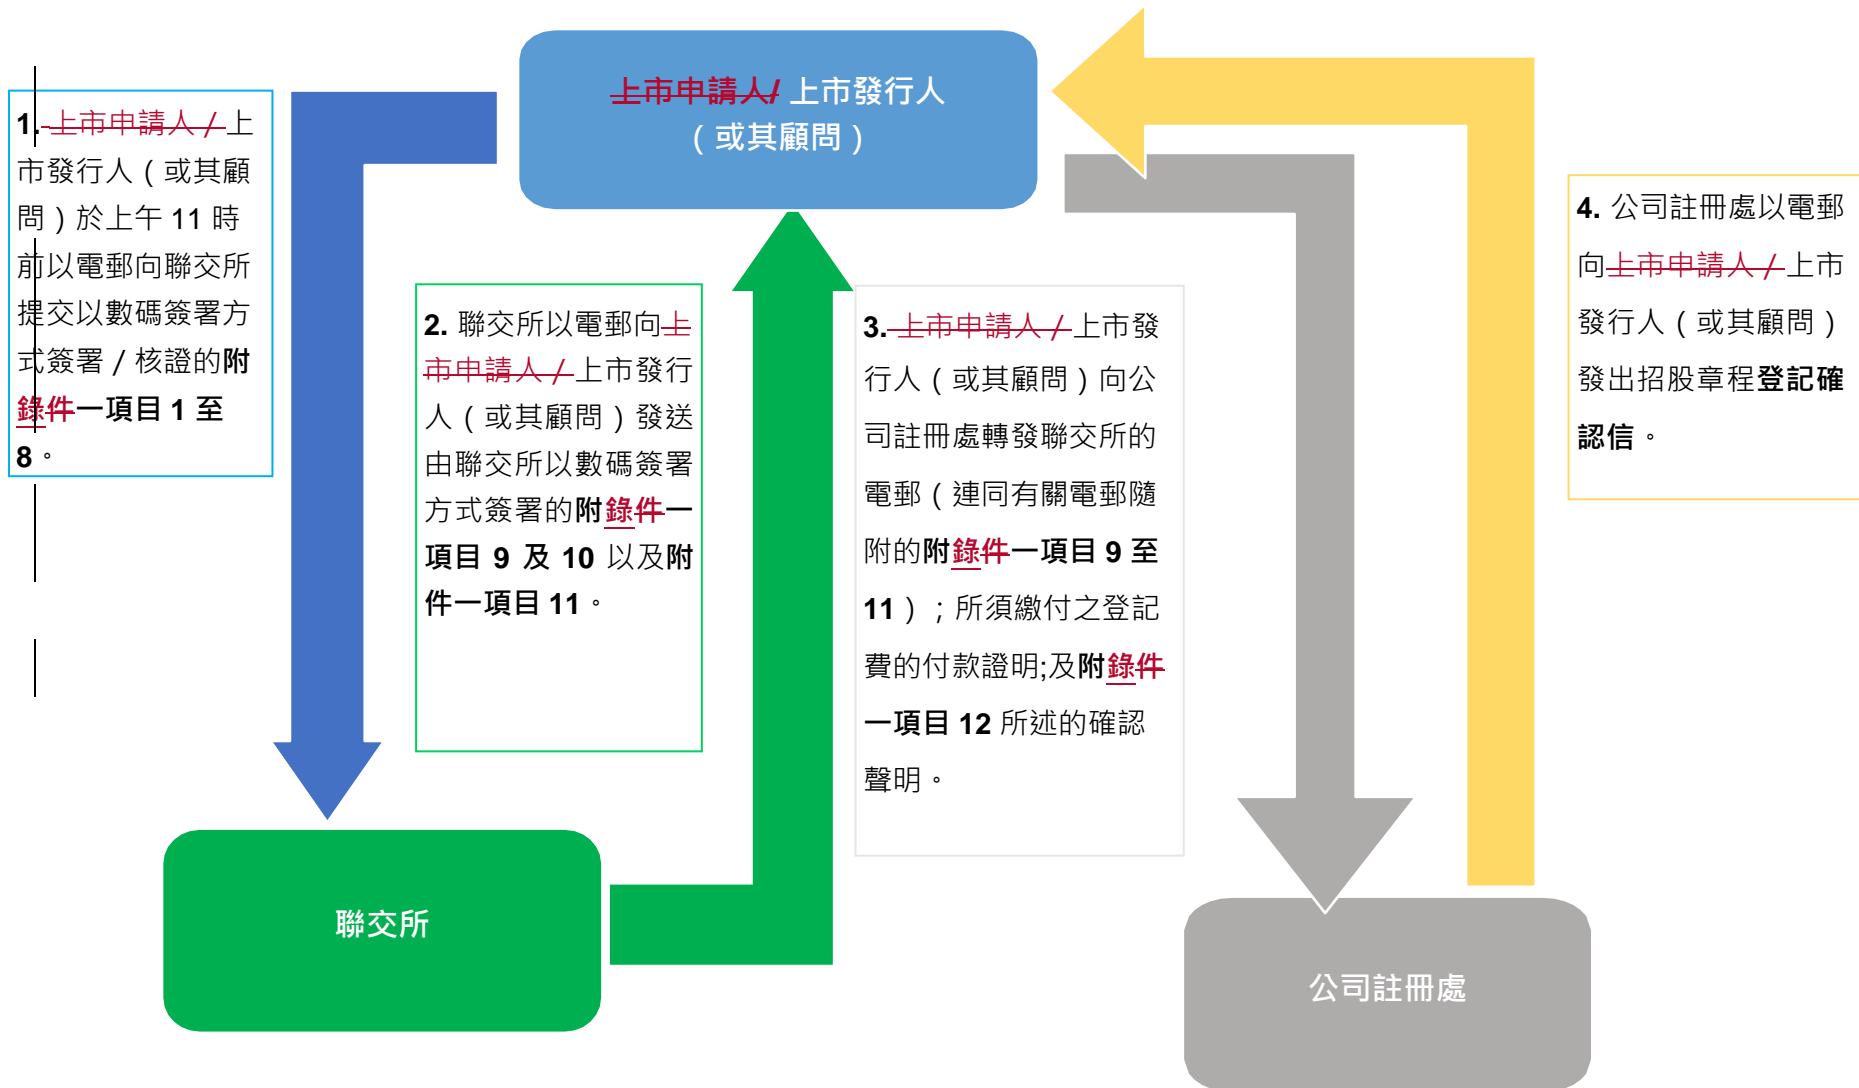 上市申請人/ 上市發行人
（或其顧問）
1. 上市申請人 / 上
市發行人（或其顧
問）於上午 11 時
前以電郵向聯交所
提交以數碼簽署方
式簽署 / 核證的附
錄件一項目 1 至
8。
2. 聯交所以電郵向上
市申請人 / 上市發行
人（或其顧問）發送
由聯交所以數碼簽署
方式簽署的附錄件一
項目 9 及 10 以及附
件一項目 11。
3. 上市申請人 / 上市發
行人（或其顧問）向公
司註冊處轉發聯交所的
電郵（連同有關電郵隨
附的附錄件一項目 9 至
11）；所須繳付之登記
費的付款證明;及附錄件
一項目 12 所述的確認
聲明。
4. 公司註冊處以電郵
向上市申請人 / 上市
發行人（或其顧問）
發出招股章程登記確
認信。
聯交所
公司註冊處